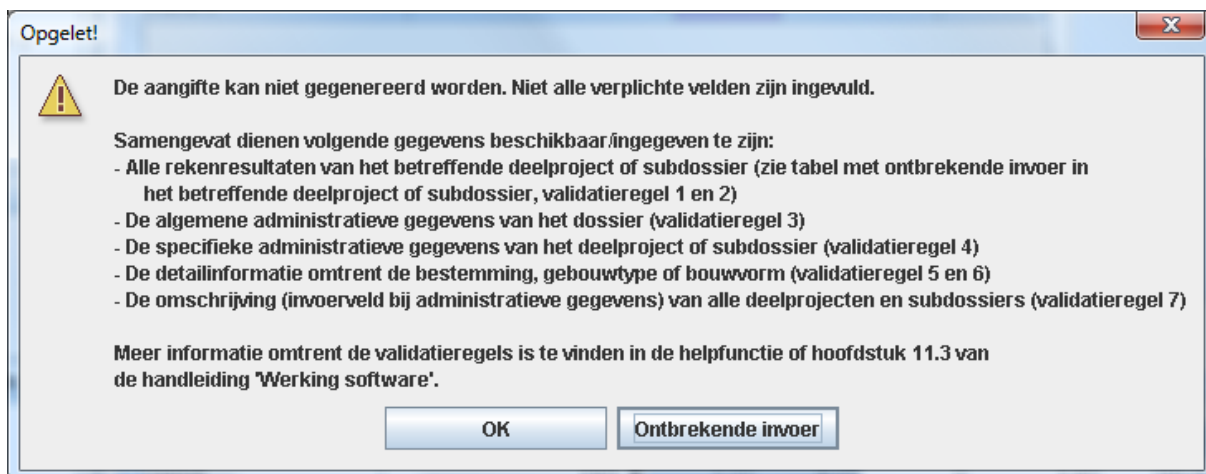 Opgelet!
De aangifte kan niet gegenereerd worden. Niet alle verplichte velden zijn ingevuld.
Samengevat dienen volgende gegevens beschikbaar/ingegeven te zijn:
- Alle rekenresultaten van het betreffende deelproject of subdossier (zie tabel met ontbrekende invoer in
het betreffende deelproject of subdossier, validatieregel 1 en 2)
- De algemene administratieve gegevens van het dossier (validatieregel 3)
- De specifieke administratieve gegevens van het deelproject of subdossier (validatieregel 4)
- De detailinformatie omtrent de bestemming, gebouwtype of bouwvorm (validatieregel 5 en 6)
- De omschrijving (invoerveld bij administratieve gegevens) van alle deelprojecten en subdossiers (validatieregel 7)
Meer informatie omtrent de validatieregels is te vinden in de helpfunctie of hoofdstuk 11.3 van
de handleiding 'Werking software'.
OK
Ontbrekende invoer